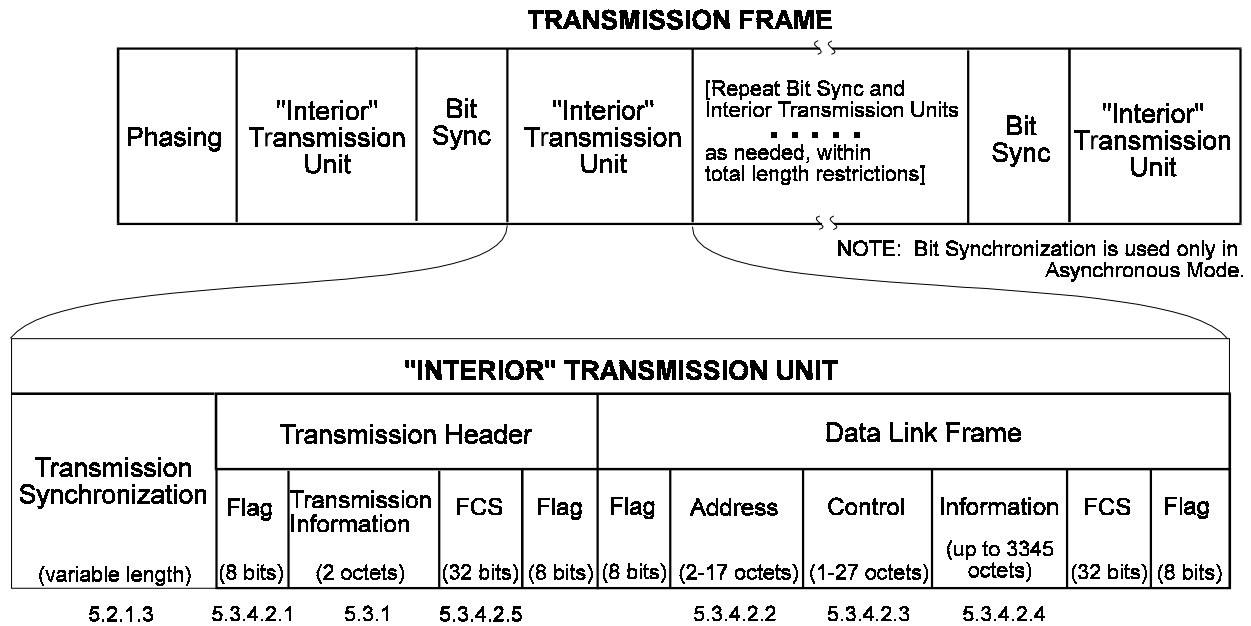 TRANSMISSION FRAME
Phasing
"Interior"
Transmission
Unit
Bit
Sync
"Interior"
Transmission
Unit
[Repeat Bit Sync and
Interior Transmission Units
. . . . .
as needed, within
total length restrictions]
Bit
Sync
"Interior"
Transmission
Unit
NOTE: Bit Synchronization is used only in
Asynchronous Mode.
"INTERIOR" TRANSMISSION UNIT
Transmission
Synchronization
(variable length)
Transmission Header
Data Link Frame
Flag
(8 bits)
Transmission
Information
(2 octets)
FCS
(32 bits)
Flag
(8 bits)
Flag
(8 bits)
Address
(2-17 octets)
Control
(1-27 octets)
Information
(up to 3345
octets)
FCS
(32 bits)
Flag
(8 bits)
5.2.1.3
5.3.4.2.1
5.3.1
5.3.4.2.5
5.3.4.2.2
5.3.4.2.3
5.3.4.2.4